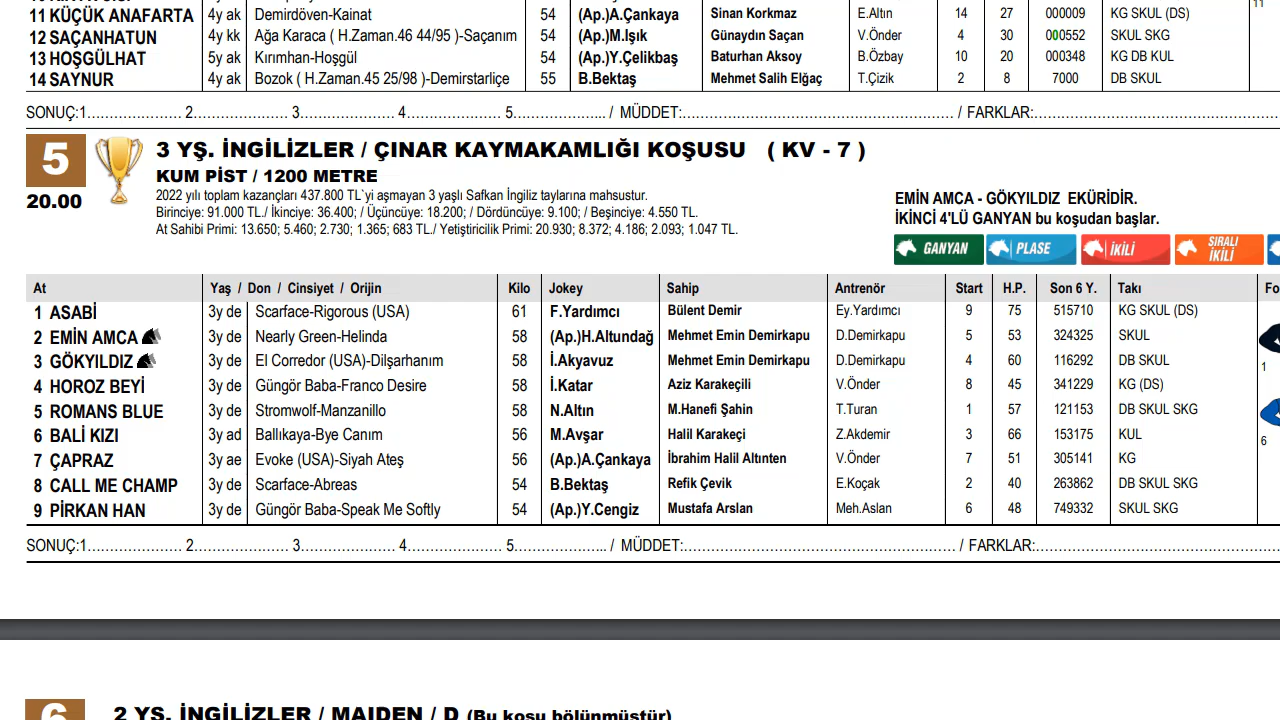 11 KÜÇÜK ANAFARTA 4y ak Demirdöven-Kainat 54 (Ap.)A.Çankaya Sinan Korkmaz E.Altın 14 27 000009 KG SKUL (DS)
12 SAÇANHATUN 4y kk Ağa Karaca ( H.Zaman.46 44/95 )-Saçanım 54 (Ap.)M.Işık Günaydın Saçan V.Önder 4 30 000552 SKUL SKG
13 HOŞGÜLHAT 5y ak Kırımhan-Hoşgül 54 (Ap.)Y.Çelikbaş Baturhan Aksoy B.Özbay 10 20 000348 KG DB KUL
14 SAYNUR 4y ak Bozok ( H.Zaman.45 25/98 )-Demirstarliçe 55 B.Bektaş Mehmet Salih Elğaç T.Çizik 2 8 7000 DB SKUL
11
SONUÇ:1..................... 2....................... 3....................... 4....................... 5...................... / MÜDDET:.............................................................. / FARKLAR:.......................................................
5
20.00
3 YŞ. İNGİLİZLER / ÇINAR KAYMAKAMLIĞI KOŞUSU ( KV - 7 )
KUM PİST / 1200 METRE
2022 yılı toplam kazançları 437.800 TL`yi aşmayan 3 yaşlı Safkan İngiliz taylarına mahsustur.
Birinciye: 91.000 TL./ İkinciye: 36.400; / Üçüncüye: 18.200; / Dördüncüye: 9.100; / Beşinciye: 4.550 TL.
At Sahibi Primi: 13.650; 5.460; 2.730; 1.365; 683 TL./ Yetiştiricilik Primi: 20.930; 8.372; 4.186; 2.093; 1.047 TL.
EMİN AMCA - GÖKYILDIZ EKÜRİDİR.
İKİNCİ 4'LÜ GANYAN bu koşudan başlar.
GANYAN PLASE İKİLİ SIRALI İKİLİ
At Yaş / Don / Cinsiyet / Orijin Kilo Jokey Sahip Antrenör Start H.P. Son 6 Y. Takı Fo
1 ASABİ 3y de Scarface-Rigorous (USA) 61 F.Yardımcı Bülent Demir Ey.Yardımcı 9 75 515710 KG SKUL (DS)
2 EMİN AMCA 3y de Nearly Green-Helinda 58 (Ap.)H.Altundağ Mehmet Emin Demirkapu D.Demirkapu 5 53 324325 SKUL
3 GÖKYILDIZ 3y de El Corredor (USA)-Dilşarhanım 58 İ.Akyavuz Mehmet Emin Demirkapu D.Demirkapu 4 60 116292 DB SKUL 1
4 HOROZ BEYİ 3y de Güngör Baba-Franco Desire 58 İ.Katar Aziz Karakeçili V.Önder 8 45 341229 KG (DS)
5 ROMANS BLUE 3y de Stromwolf-Manzanillo 58 N.Altın M.Hanefi Şahin T.Turan 1 57 121153 DB SKUL SKG
6 BALİ KIZI 3y ad Ballıkaya-Bye Canım 56 M.Avşar Halil Karakeçi Z.Akdemir 3 66 153175 KUL 6
7 ÇAPRAZ 3y ae Evoke (USA)-Siyah Ateş 56 (Ap.)A.Çankaya İbrahim Halil Altınten V.Önder 7 51 305141 KG
8 CALL ME CHAMP 3y de Scarface-Abreas 54 B.Bektaş Refik Çevik E.Koçak 2 40 263862 DB SKUL SKG
9 PİRKAN HAN 3y de Güngör Baba-Speak Me Softly 54 (Ap.)Y.Cengiz Mustafa Arslan Meh.Aslan 6 48 749332 SKUL SKG
SONUÇ:1..................... 2....................... 3....................... 4....................... 5...................... / MÜDDET:.............................................................. / FARKLAR:.......................................................
6
2 YŞ. İNGİLİZLER / MAIDEN / D (Bu koşu bölünmüştür)